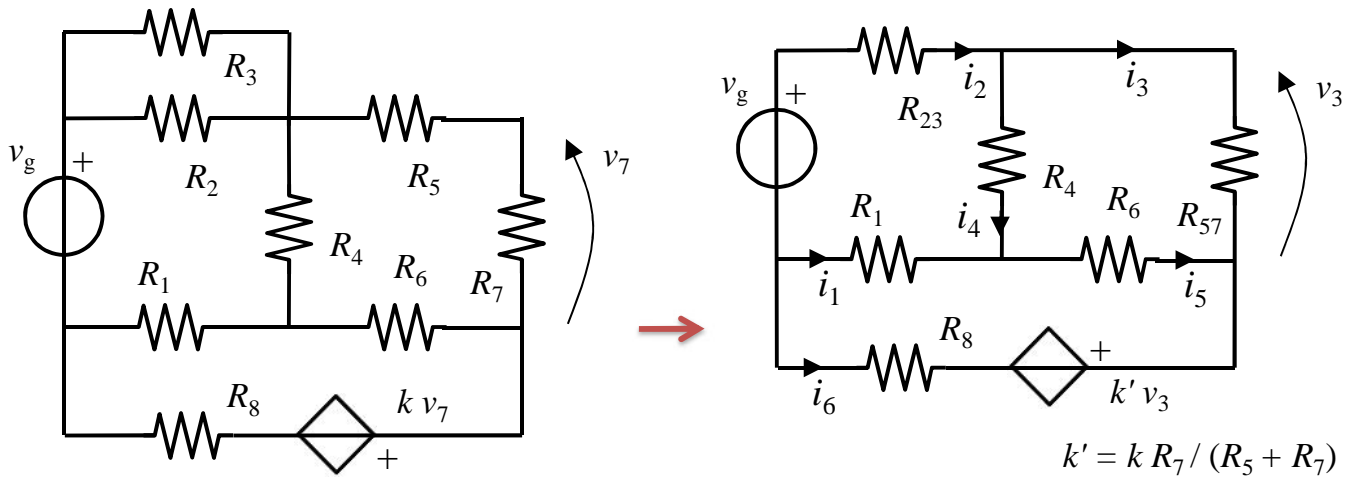 R3
vg
+
R2
R5
v7
R4
R1
R6
R7
R8
k v7
+
vg
+
R23
i2
i3
v3
R1
i4
R4
R6
R57
i1
i5
R8
+
i6
k' v3
k' = k R7 / (R5 + R7)